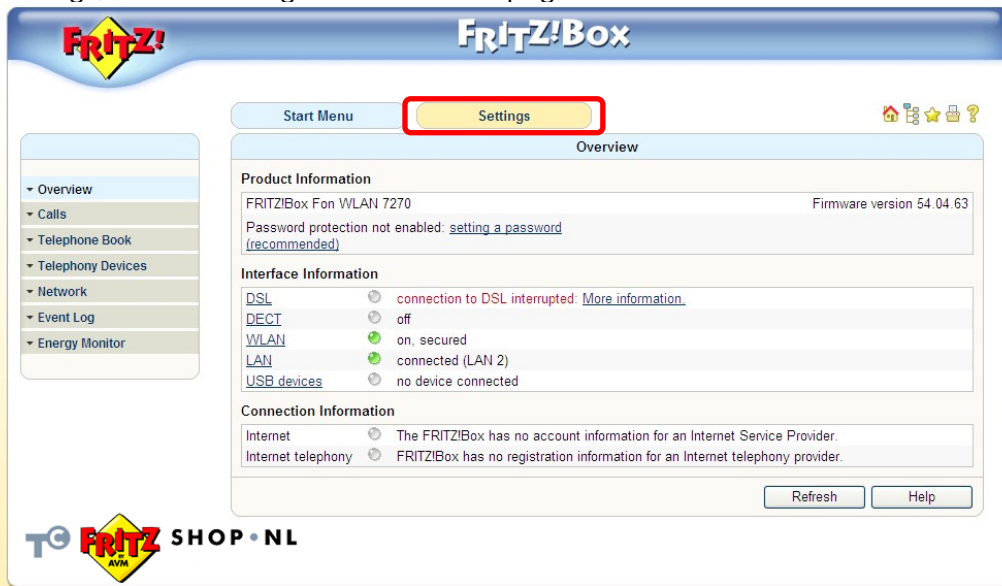 FRITZ!
FRITZ!Box
Start Menu
Settings
Overview
Overview
Calls
Telephone Book
Telephony Devices
Network
Event Log
Energy Monitor
Product Information
FRITZ!Box Fon WLAN 7270 Firmware version 54.04.63
Password protection not enabled: setting a password
(recommended)
Interface Information
DSL connection to DSL interrupted: More information.
DECT off
WLAN on, secured
LAN connected (LAN 2)
USB devices no device connected
Connection Information
Internet The FRITZ!Box has no account information for an Internet Service Provider.
Internet telephony FRITZ!Box has no registration information for an Internet telephony provider.
Refresh Help
TC FRITZ BY AVM SHOP•NL